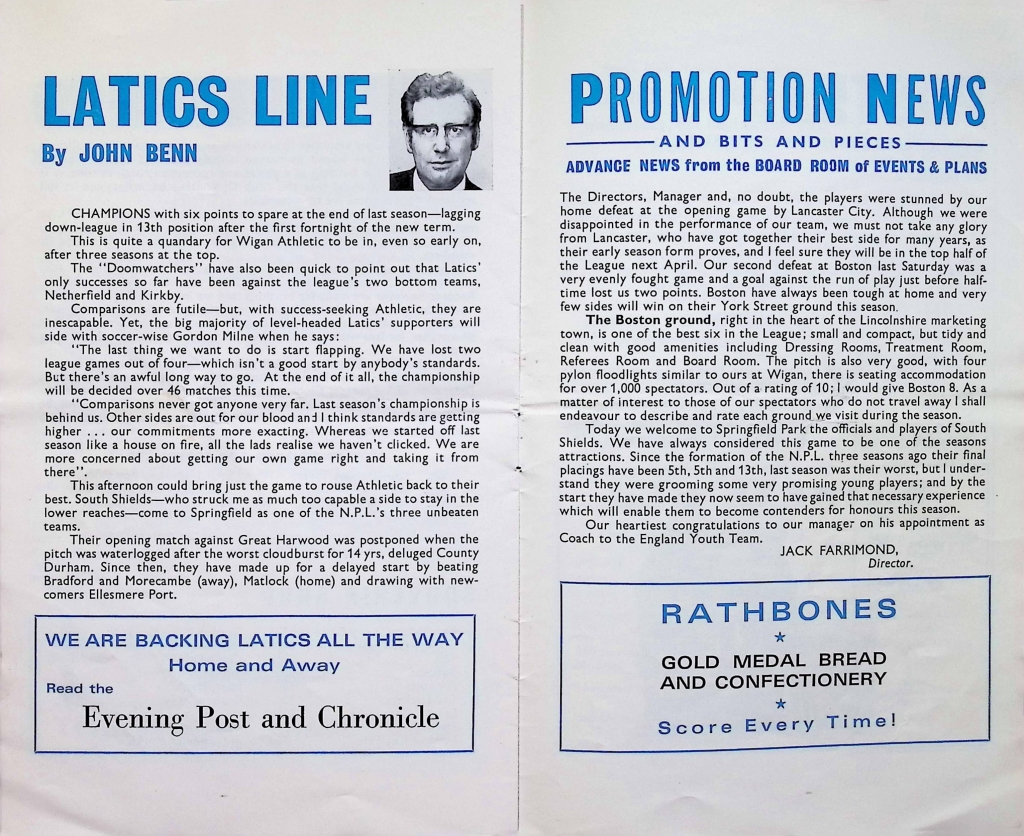 LATICS LINE
By JOHN BENN
CHAMPIONS with six points to spare at the end of last season—lagging
down-league in 13th position after the first fortnight of the new term.
This is quite a quandary for Wigan Athletic to be in, even so early on,
after three seasons at the top.
The "Doomwatchers" have also been quick to point out that Latics'
only successes so far have been against the league's two bottom teams,
Netherfield and Kirkby.
Comparisons are futile—but, with success-seeking Athletic, they are
inescapable. Yet, the big majority of level-headed Latics' supporters will
side with soccer-wise Gordon Milne when he says:
"The last thing we want to do is start flapping. We have lost two
league games out of four—which isn't a good start by anybody's standards.
But there's an awful long way to go. At the end of it all, the championship
will be decided over 46 matches this time.
"Comparisons never got anyone very far. Last season's championship is
behind us. Other sides are out for our blood and I think standards are getting
higher ... our commitments more exacting. Whereas we started off last
season like a house on fire, all the lads realise we haven't clicked. We are
more concerned about getting our own game right and taking it from
there".
This afternoon could bring just the game to rouse Athletic back to their
best. South Shields—who struck me as much too capable a side to stay in the
lower reaches—come to Springfield as one of the N.P.L.'s three unbeaten
teams.
Their opening match against Great Harwood was postponed when the
pitch was waterlogged after the worst cloudburst for 14 yrs, deluged County
Durham. Since then, they have made up for a delayed start by beating
Bradford and Morecambe (away), Matlock (home) and drawing with new-
comers Ellesmere Port.
WE ARE BACKING LATICS ALL THE WAY
Home and Away
Read the
Evening Post and Chronicle
PROMOTION NEWS
AND BITS AND PIECES
ADVANCE NEWS from the BOARD ROOM of EVENTS & PLANS
The Directors, Manager and, no doubt, the players were stunned by our
home defeat at the opening game by Lancaster City. Although we were
disappointed in the performance of our team, we must not take any glory
from Lancaster, who have got together their best side for many years, as
their early season form proves, and I feel sure they will be in the top half of
the League next April. Our second defeat at Boston last Saturday was a
very evenly fought game and a goal against the run of play just before half-
time lost us two points. Boston have always been tough at home and very
few sides will win on their York Street ground this season.
The Boston ground, right in the heart of the Lincolnshire marketing
town, is one of the best six in the League; small and compact, but tidy and
clean with good amenities including Dressing Rooms, Treatment Room,
Referees Room and Board Room. The pitch is also very good, with four
pylon floodlights similar to ours at Wigan, there is seating accommodation
for over 1,000 spectators. Out of a rating of 10; I would give Boston 8. As a
matter of interest to those of our spectators who do not travel away I shall
endeavour to describe and rate each ground we visit during the season.
Today we welcome to Springfield Park the officials and players of South
Shields. We have always considered this game to be one of the seasons
attractions. Since the formation of the N.P.L. three seasons ago their final
placings have been 5th, 5th and 13th, last season was their worst, but I under-
stand they were grooming some very promising young players; and by the
start they have made they now seem to have gained that necessary experience
which will enable them to become contenders for honours this season.
Our heartiest congratulations to our manager on his appointment as
Coach to the England Youth Team.
JACK FARRIMOND,
Director.
RATHBONES
GOLD MEDAL BREAD
AND CONFECTIONERY
Score Every Time!